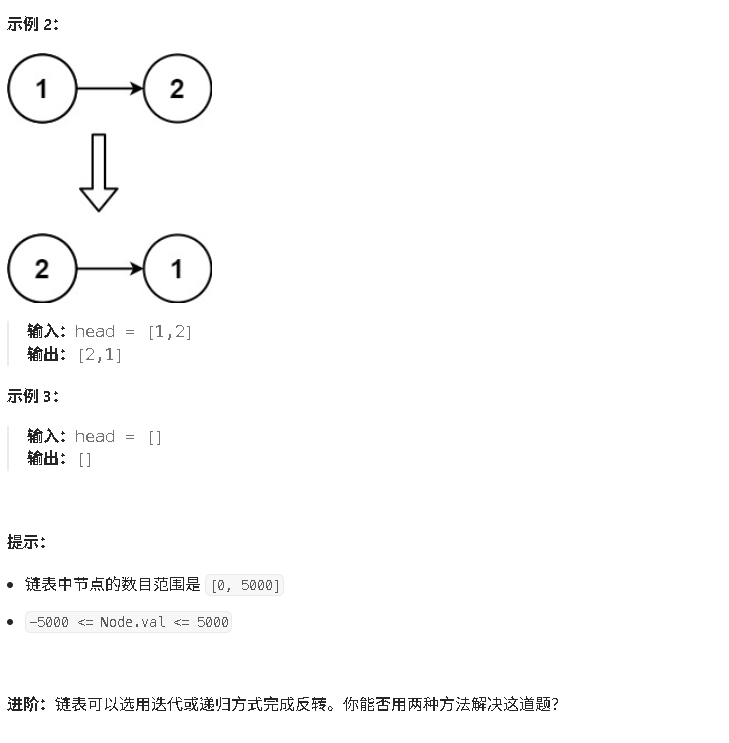 示例 2：
1
2
2
1
输入：head = [1,2]
输出：[2,1]
示例 3：
输入：head = []
输出：[]
提示：
链表中节点的数目范围是 [0, 5000]
-5000 <= Node.val <= 5000
进阶：链表可以选用迭代或递归方式完成反转。你能否用两种方法解决这道题？